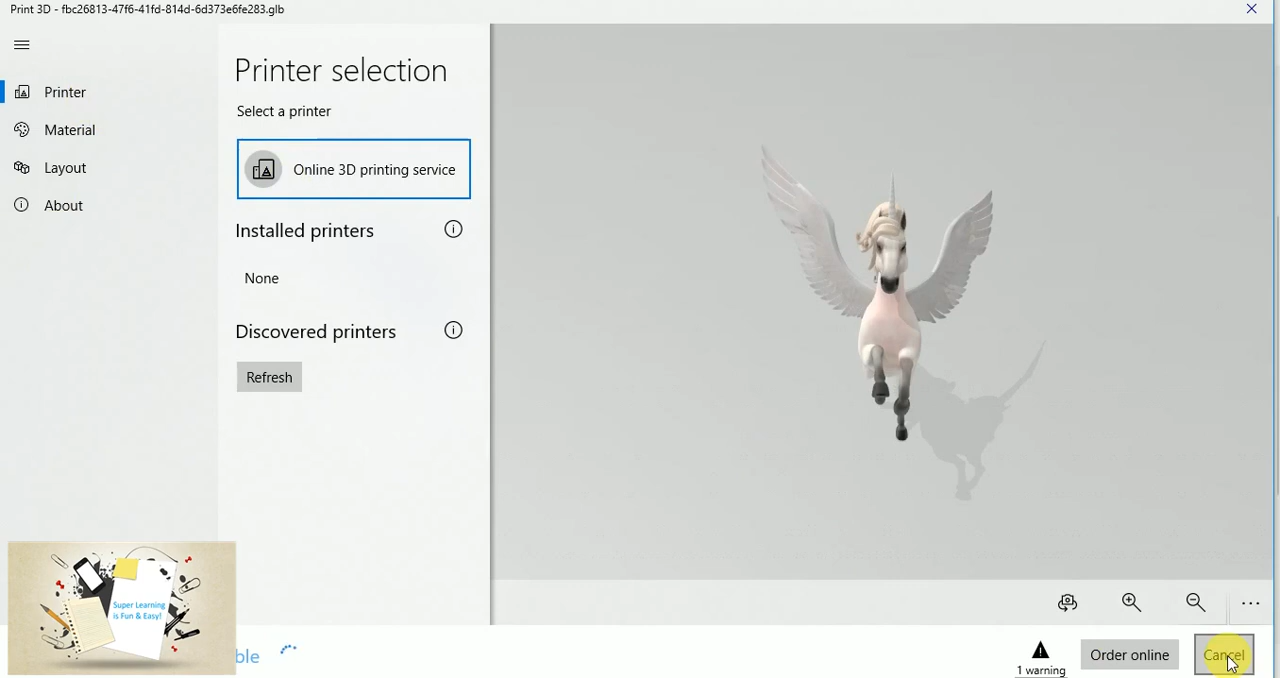 Print 3D - fbc26813-47f6-41fd-814d-6d373e6fe283.glb
Printer
Material
Layout
About
Printer selection
Select a printer
Online 3D printing service
Installed printers
None
Discovered printers
Refresh
Super Learning
is Fun & Easy!
ble
1 warning
Order online
Cancel